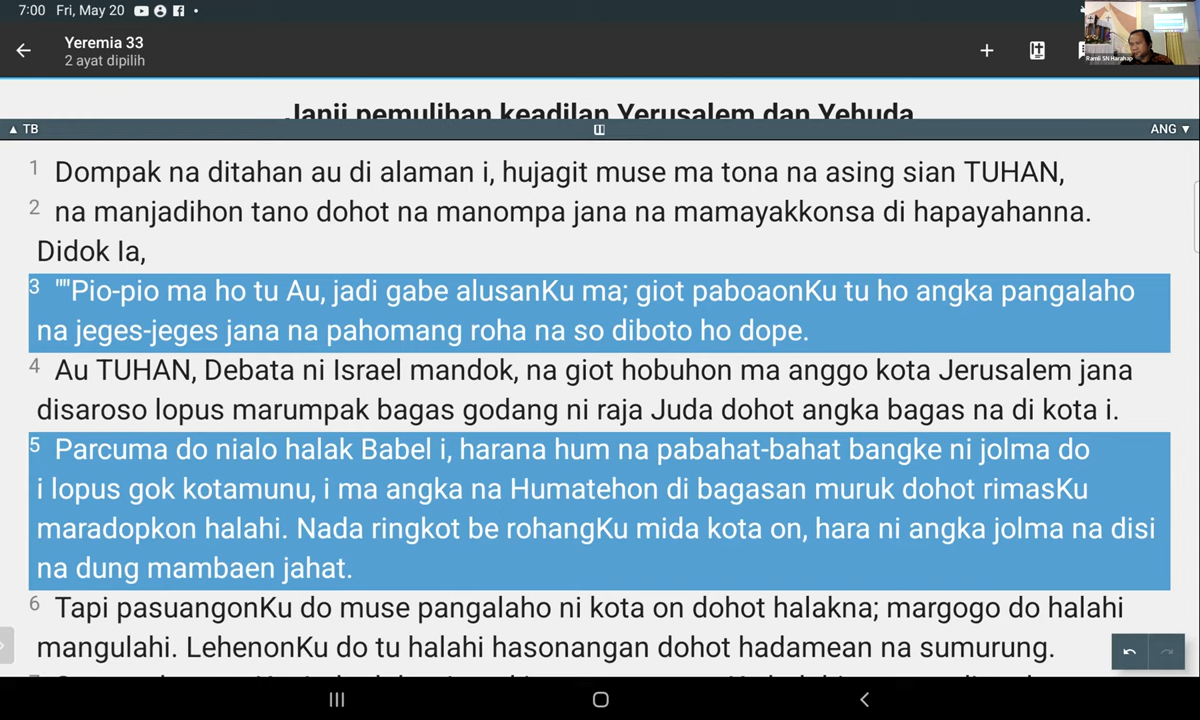 7:00 Fri, May 20
Yeremia 33
2 ayat dipilih
Ramli SN Harahap
Janji pemulihan keadilan Yerusalem dan Yehuda
▲ TB
ANG ▼
1 Dompak na ditahan au di alaman i, hujagit muse ma tona na asing sian TUHAN,
2 na manjadihon tano dohot na manompa jana na mamayakkonsa di hapayahanna.
Didok Ia,
3 ""Pio-pio ma ho tu Au, jadi gabe alusanKu ma; giot paboaonKu tu ho angka pangalaho
na jeges-jeges jana na pahomang roha na so diboto ho dope.
4 Au TUHAN, Debata ni Israel mandok, na giot hobuhon ma anggo kota Jerusalem jana
disaroso lopus marumpak bagas godang ni raja Juda dohot angka bagas na di kota i.
5 Parcuma do nialo halak Babel i, harana hum na pabahat-bahat bangke ni jolma do
i lopus gok kotamunu, i ma angka na Humatehon di bagasan muruk dohot rimasKu
maradopkon halahi. Nada ringkot be rohangKu mida kota on, hara ni angka jolma na disi
na dung mambaen jahat.
6 Tapi pasuangonKu do muse pangalaho ni kota on dohot halakna; margogo do halahi
mangulahi. LehenonKu do tu halahi hasonangan dohot hadamean na sumurung.